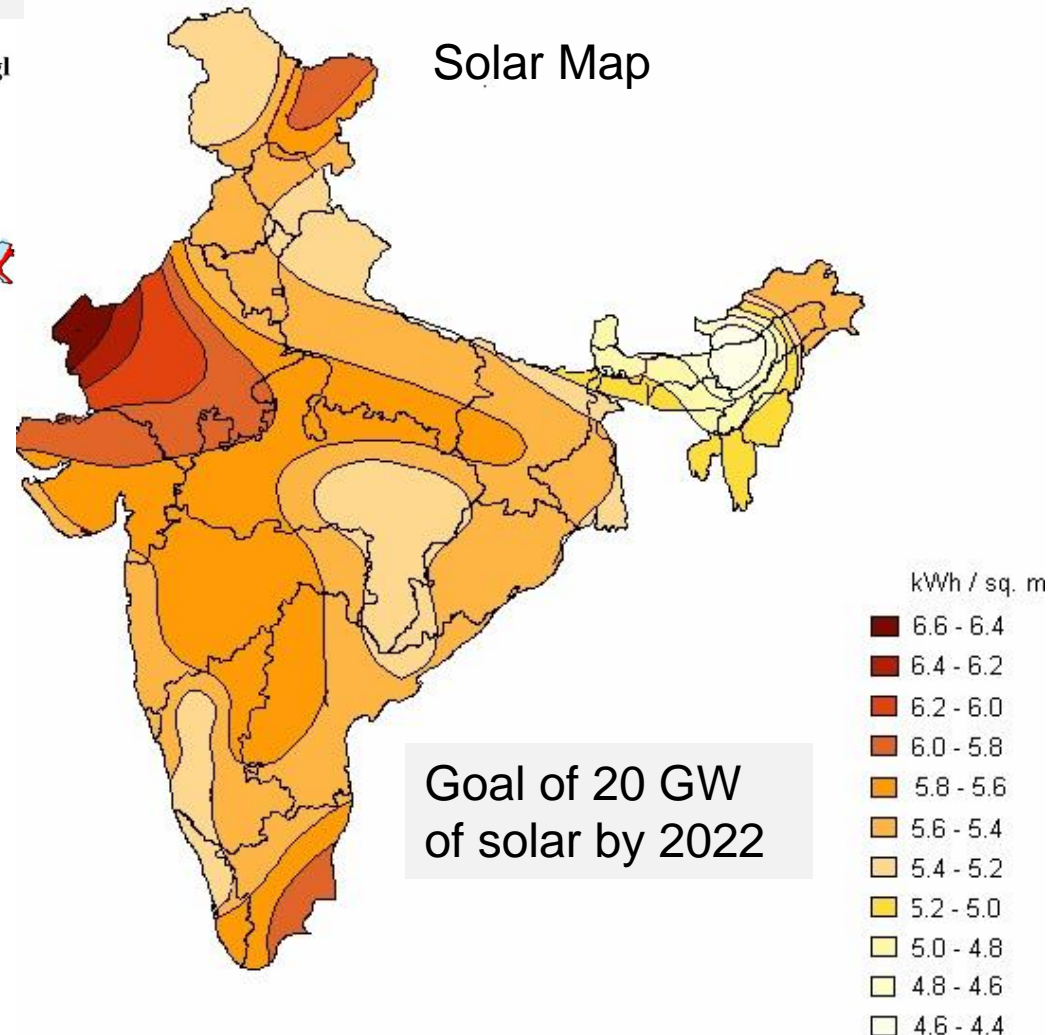 Solar Map
Goal of 20 GW
of solar by 2022
kWh / sq. m
6.6 - 6.4
6.4 - 6.2
6.2 - 6.0
6.0 - 5.8
5.8 - 5.6
5.6 - 5.4
5.4 - 5.2
5.2 - 5.0
5.0 - 4.8
4.8 - 4.6
4.6 - 4.4